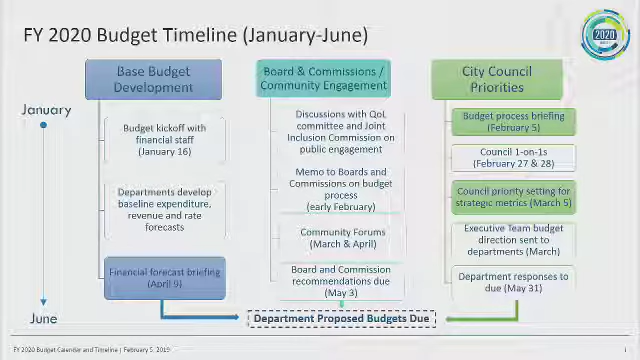 FY 2020 Budget Timeline (January-June)
2020
January
June
Base Budget
Development
Budget kickoff with
financial staff
(January 16)
Departments develop
baseline expenditure,
revenue and rate
forecasts
Financial forecast briefing
(April 9)
Board & Commissions /
Community Engagement
Discussions with QoL
committee and Joint
Inclusion Commission on
public engagement
Memo to Boards and
Commissions on budget
process
(early February)
Community Forums
(March & April)
Board and Commission
recommendations due
(May 3)
City Council
Priorities
Budget process briefing
(February 5)
Council 1-on-1s
(February 27 & 28)
Council priority setting for
strategic metrics (March 5)
Executive Team budget
direction sent to
departments (March)
Department responses to
due (May 31)
Department Proposed Budgets Due
FY 2020 Budget Calendar and Timeline | February 5, 2019
1